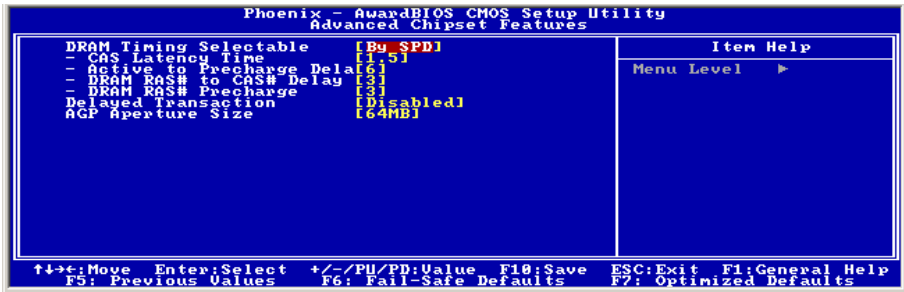 Phoenix - AwardBIOS CMOS Setup Utility
Advanced Chipset Features
DRAM Timing Selectable [By SPD]
- CAS Latency Time [1.5]
- Active to Precharge Dela[6]
- DRAM RAS# to CAS# Delay [3]
- DRAM RAS# Precharge [3]
Delayed Transaction [Disabled]
AGP Aperture Size [64MB]
Item Help
Menu Level ►
↑↓→←:Move Enter:Select +/-/PU/PD:Value F10:Save ESC:Exit F1:General Help
F5: Previous Values F6: Fail-Safe Defaults F7: Optimized Defaults